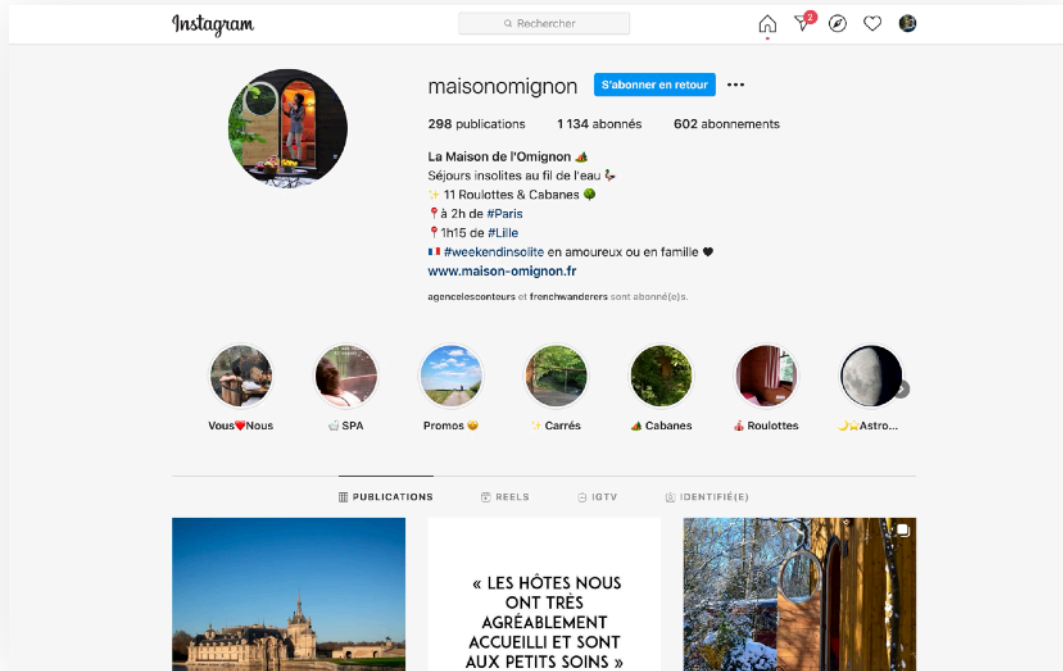 Instagram
Rechercher
2
maisonomignon S'abonner en retour
298 publications 1 134 abonnés 602 abonnements
La Maison de l'Omignon 🏕️
Séjours insolites au fil de l'eau 🦆
✨ 11 Roulottes & Cabanes 🌳
📍à 2h de #Paris
📍1h15 de #Lille
🇫🇷 #weekendinsolite en amoureux ou en famille 🖤
www.maison-omignon.fr
agencelesconteurs et frenchwanderers sont abonné(e)s.
Vous❤️Nous 🛁 SPA Promos 🤩 ✨ Carrés 🏕️ Cabanes 🎪 Roulottes 🌙⭐Astro...
PUBLICATIONS REELS IGTV IDENTIFIÉ(E)
« LES HÔTES NOUS
ONT TRÈS
AGRÉABLEMENT
ACCUEILLI ET SONT
AUX PETITS SOINS »